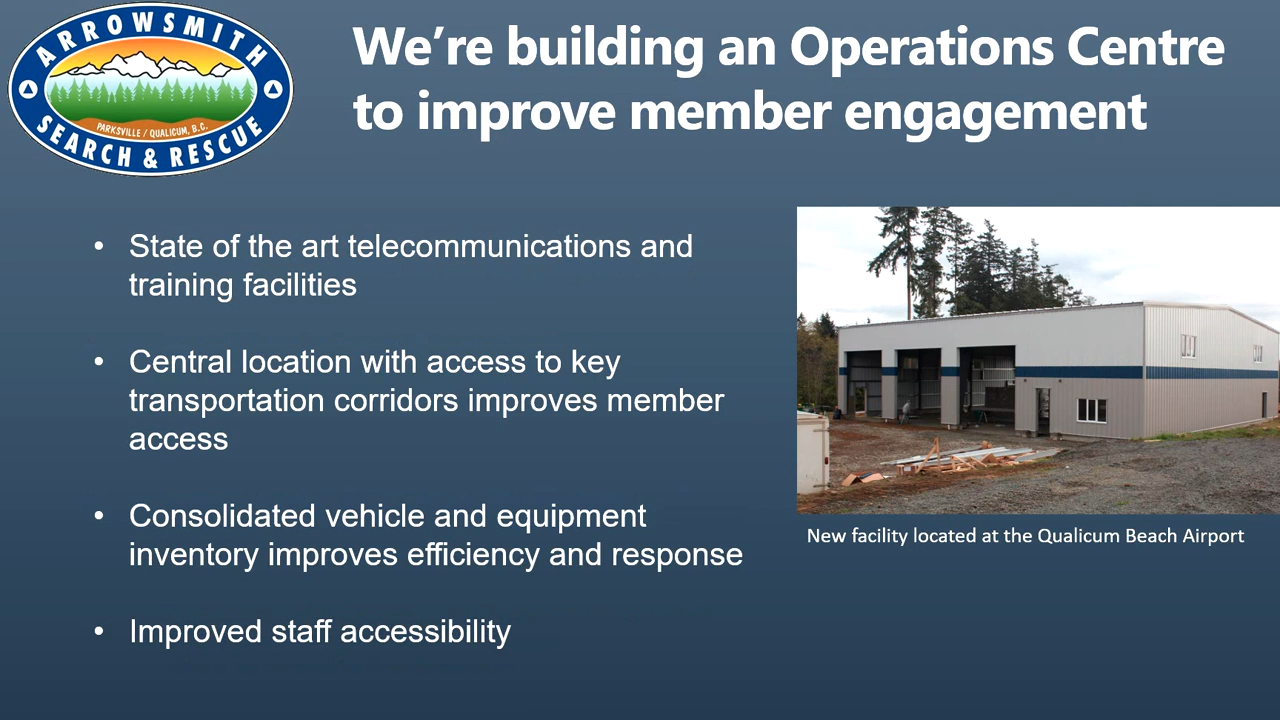 ARROWSMITH
PARKSVILLE / QUALICUM, B.C.
SEARCH & RESCUE
We're building an Operations Centre
to improve member engagement
• State of the art telecommunications and
training facilities
• Central location with access to key
transportation corridors improves member
access
• Consolidated vehicle and equipment
inventory improves efficiency and response
• Improved staff accessibility
New facility located at the Qualicum Beach Airport